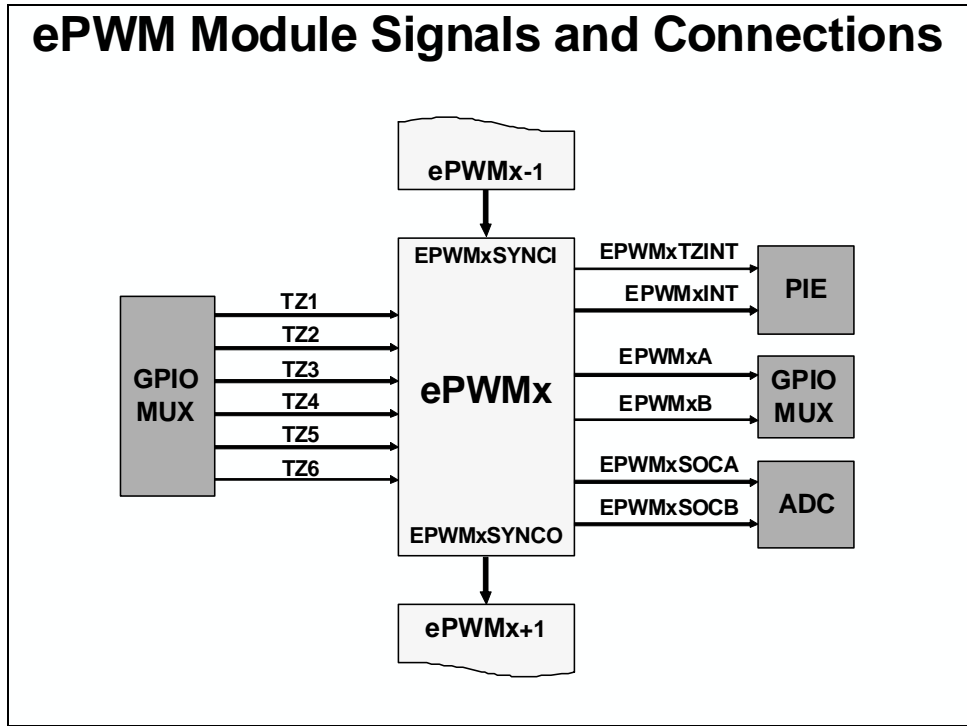 ePWM Module Signals and Connections
ePWMx-1
EPWMxSYNCI
ePWMx
EPWMxSYNCO
ePWMx+1
GPIO
MUX
TZ1
TZ2
TZ3
TZ4
TZ5
TZ6
EPWMxTZINT
EPWMxINT
PIE
EPWMxA
EPWMxB
GPIO
MUX
EPWMxSOCA
EPWMxSOCB
ADC